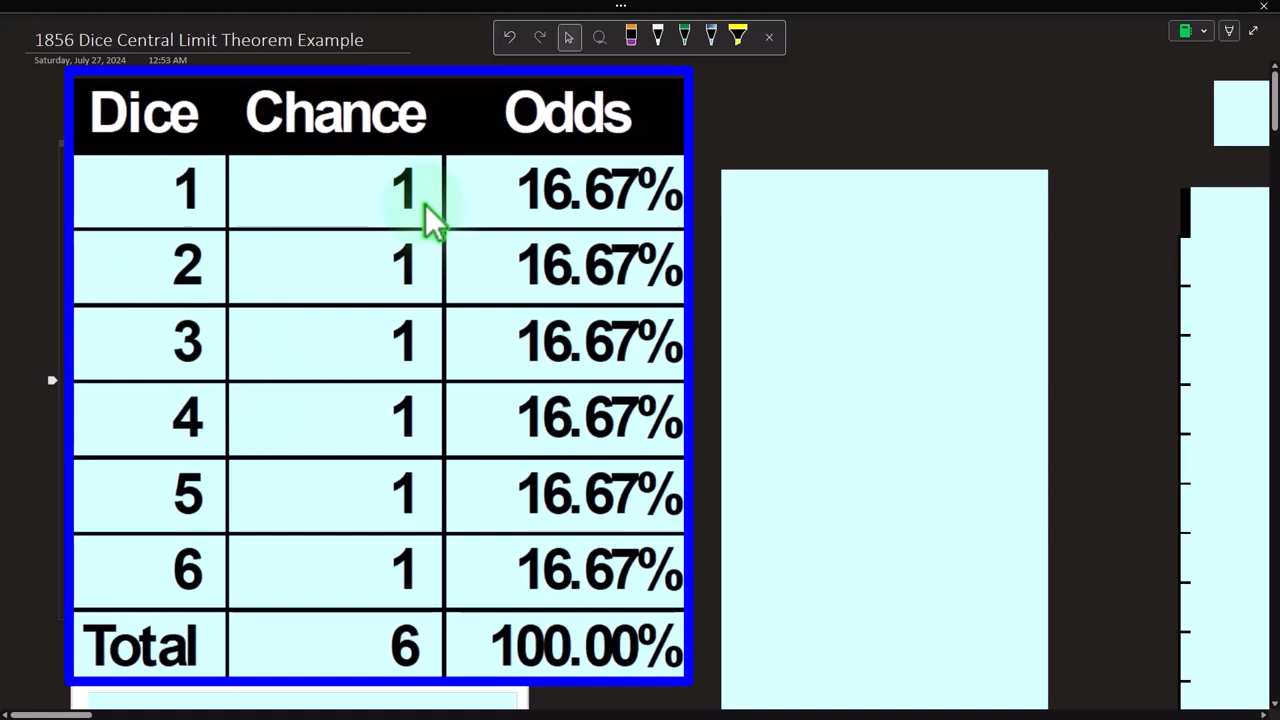 1856 Dice Central Limit Theorem Example
Saturday, July 27, 2024 12:53 AM
Dice Chance Odds
1 1 16.67%
2 1 16.67%
3 1 16.67%
4 1 16.67%
5 1 16.67%
6 1 16.67%
Total 6 100.00%